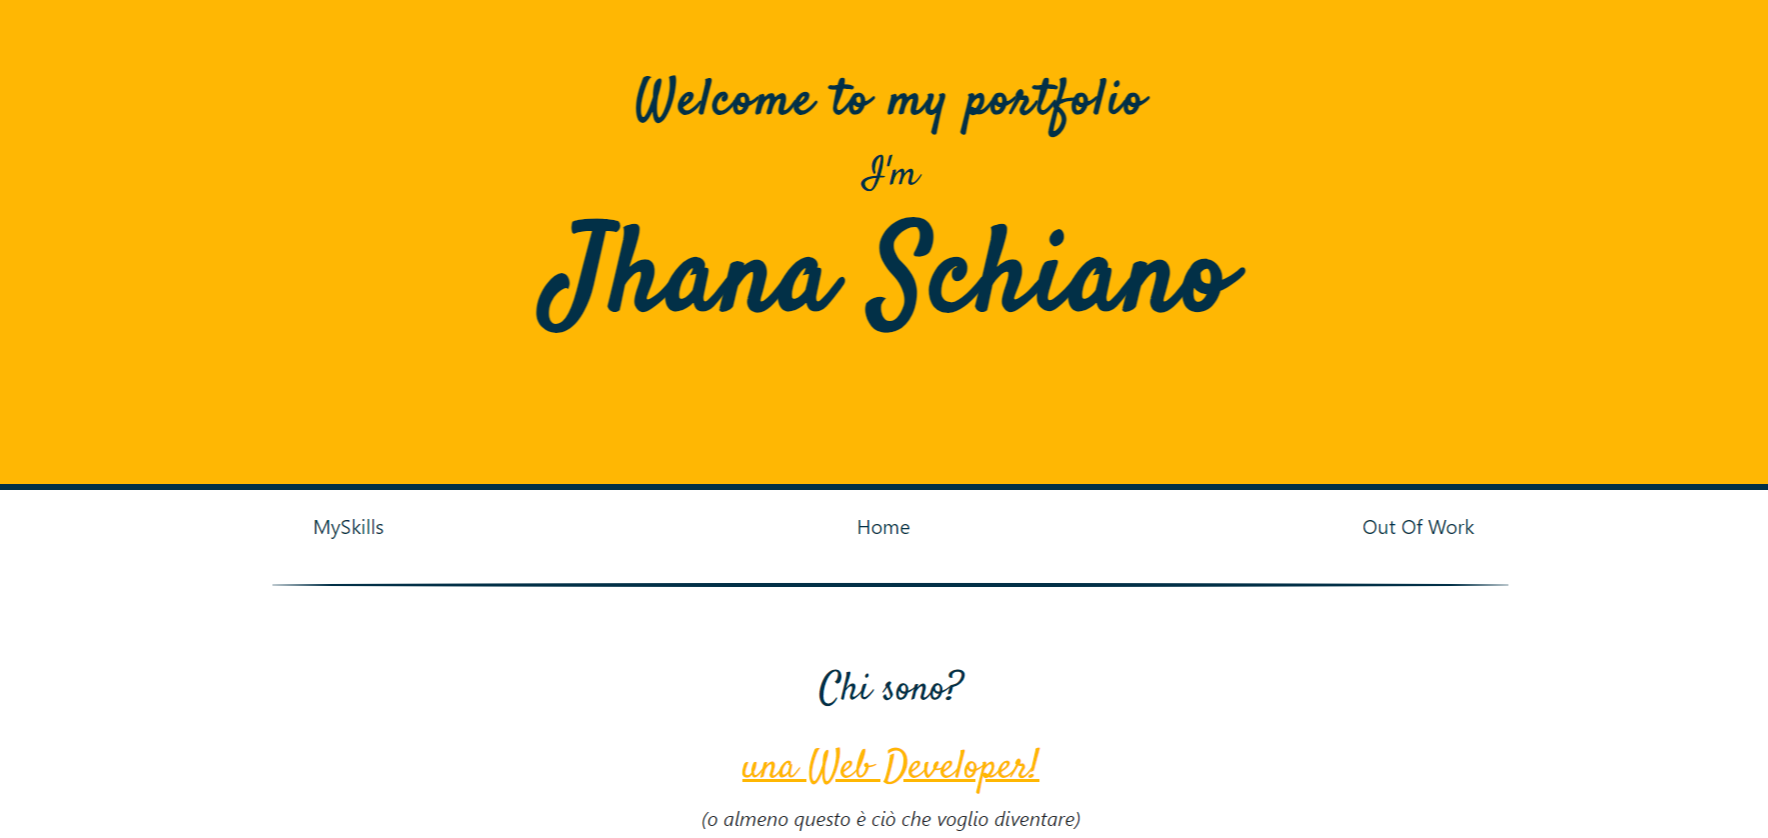 Welcome to my portfolio
I'm
Jhana Schiano
MySkills Home Out Of Work
Chi sono?
una Web Developer!
(o almeno questo è ciò che voglio diventare)